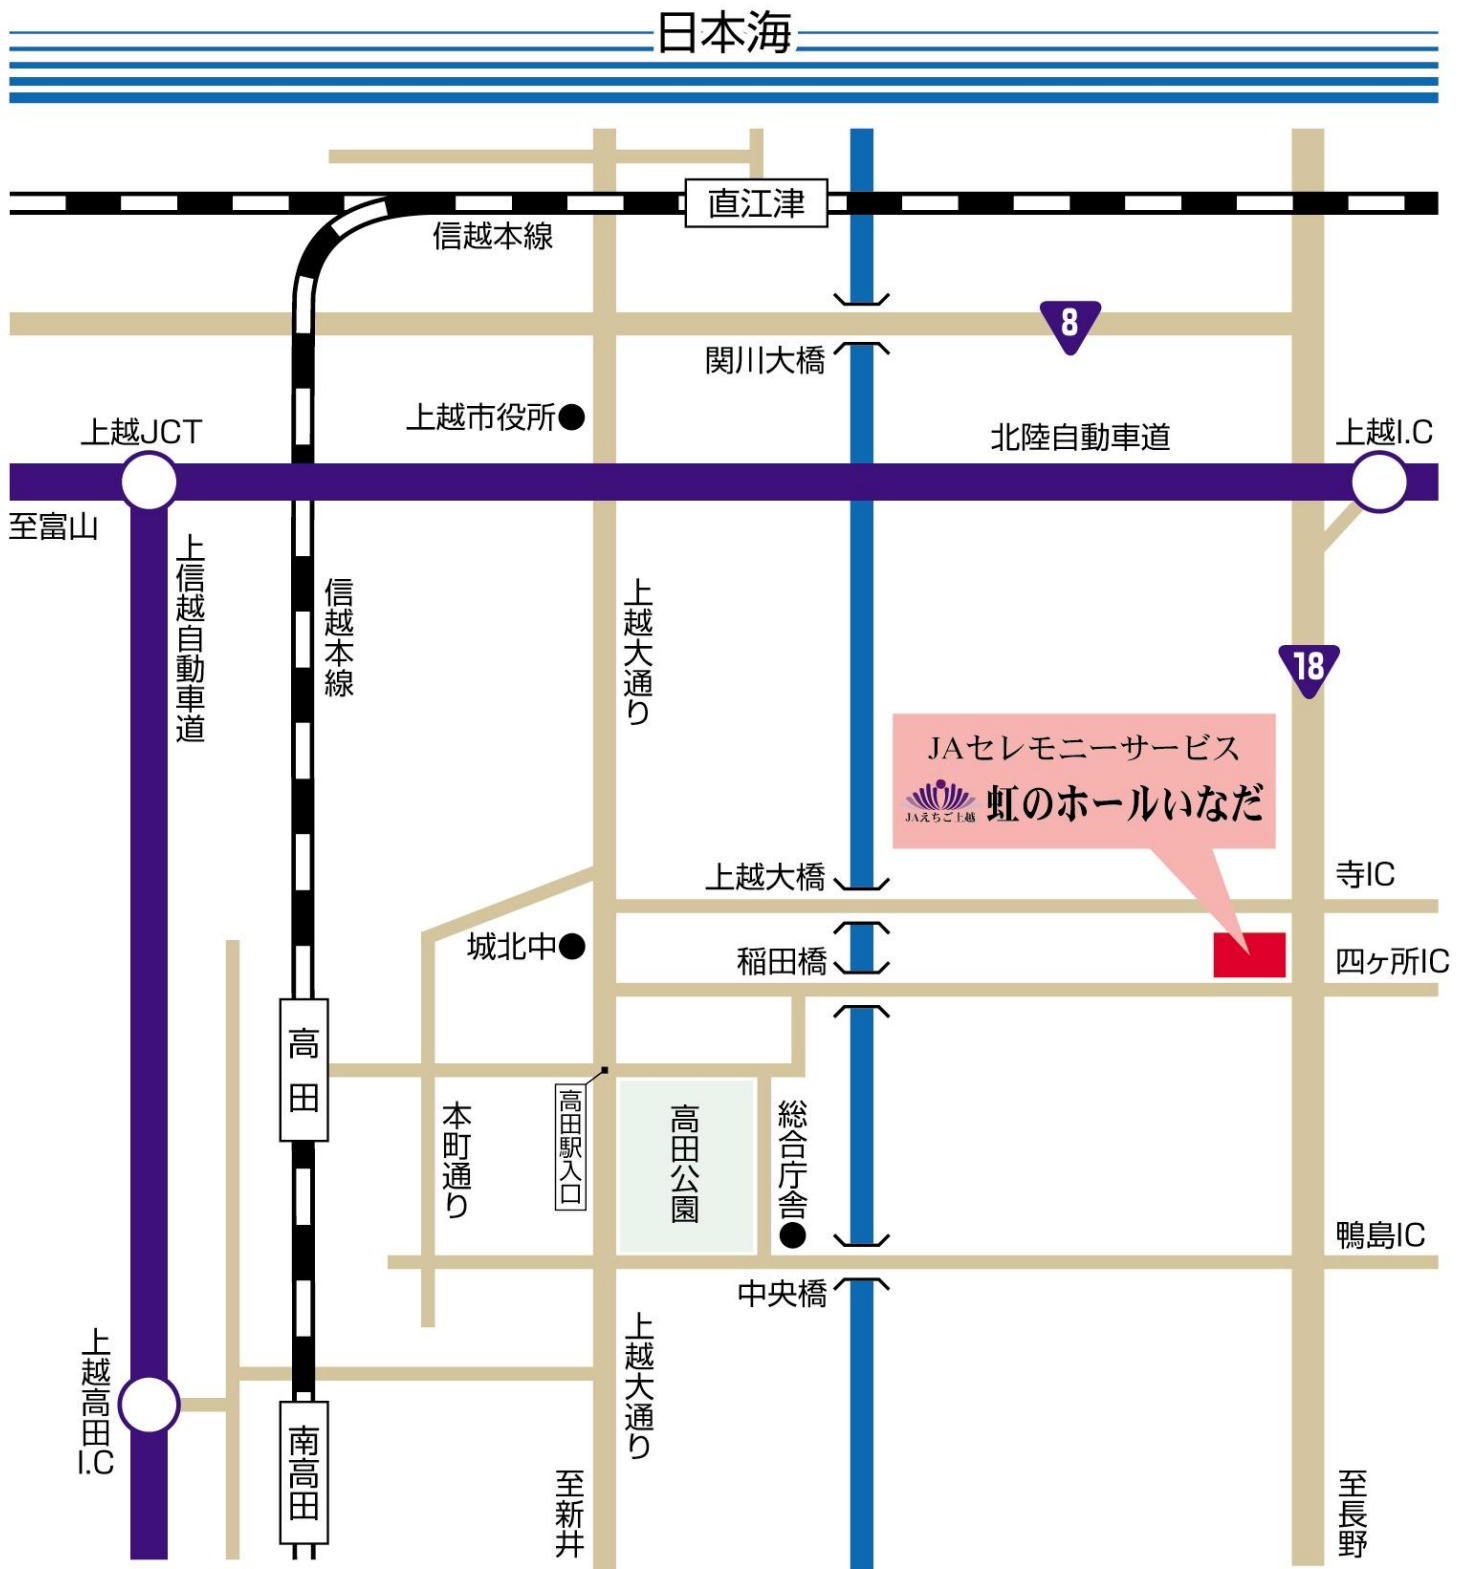 日本海
直江津
信越本線
8
関川大橋
上越市役所
上越JCT
北陸自動車道
上越I.C
至富山
上信越自動車道
信越本線
上越大通り
18
JAセレモニーサービス
JAえちご上越
虹のホールいなだ
上越大橋
寺IC
城北中
稲田橋
四ヶ所IC
高田
本町通り
高田駅入口
高田公園
総合庁舎
鴨島IC
中央橋
上越大通り
上越高田I.C
南高田
至新井
至長野